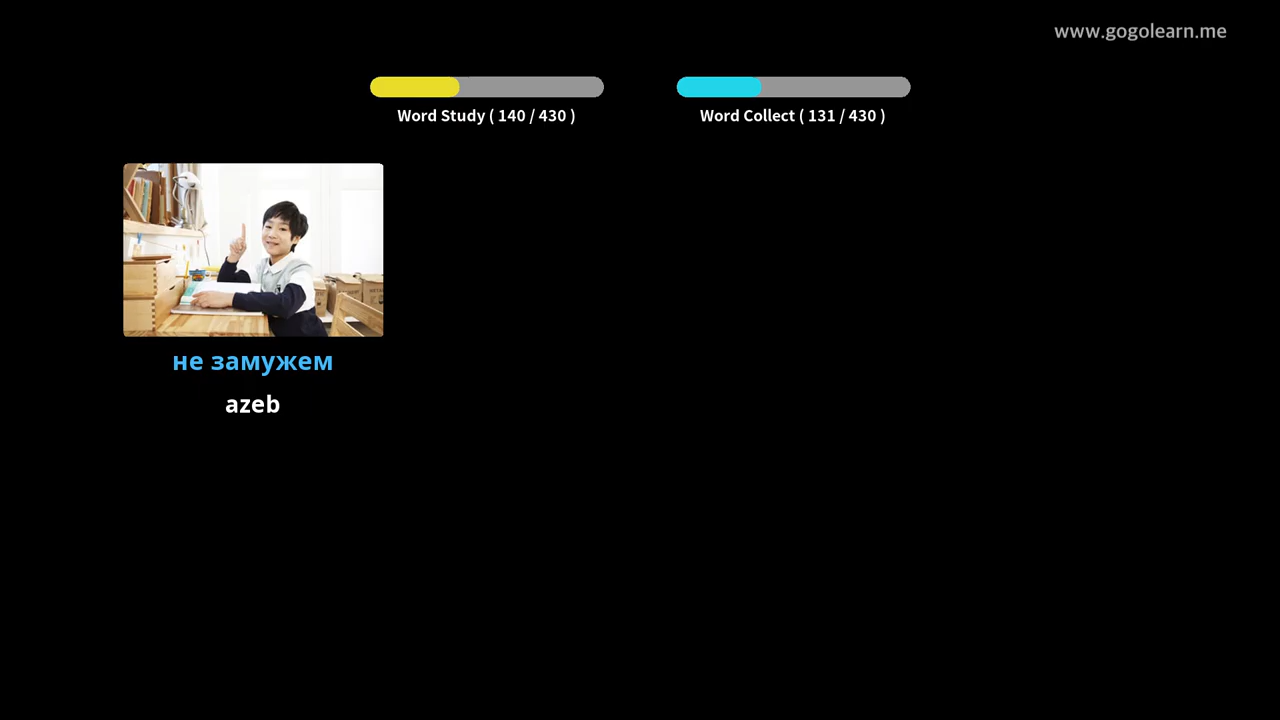 www.gogolearn.me
Word Study ( 140 / 430 )
Word Collect ( 131 / 430 )
не замужем
azeb